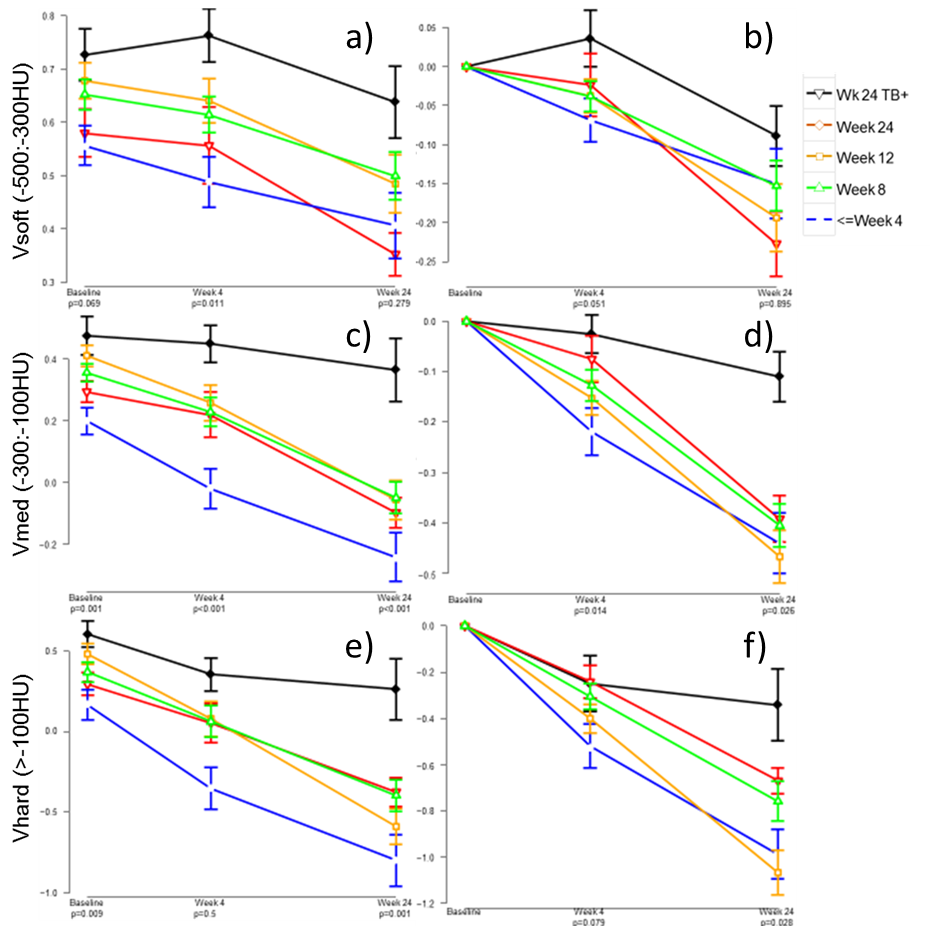 a)
b)
Vsoft (-500:-300HU)
0.8
0.7
0.6
0.5
0.4
0.3
Baseline
p=0.069
Week 4
p=0.011
Week 24
p=0.279
0.05
0.00
-0.05
-0.10
-0.15
-0.20
-0.25
Baseline
Week 4
p=0.051
Week 24
p=0.895
Wk 24 TB+
Week 24
Week 12
Week 8
<=Week 4
c)
d)
Vmed (-300:-100HU)
0.4
0.2
0.0
-0.2
Baseline
p=0.001
Week 4
p<0.001
Week 24
p<0.001
0.0
-0.1
-0.2
-0.3
-0.4
-0.5
Baseline
Week 4
p=0.014
Week 24
p=0.026
e)
f)
Vhard (>-100HU)
0.5
0.0
-0.5
-1.0
Baseline
p=0.009
Week 4
p=0.5
Week 24
p=0.001
0.0
-0.2
-0.4
-0.6
-0.8
-1.0
-1.2
Baseline
Week 4
p=0.079
Week 24
p=0.028